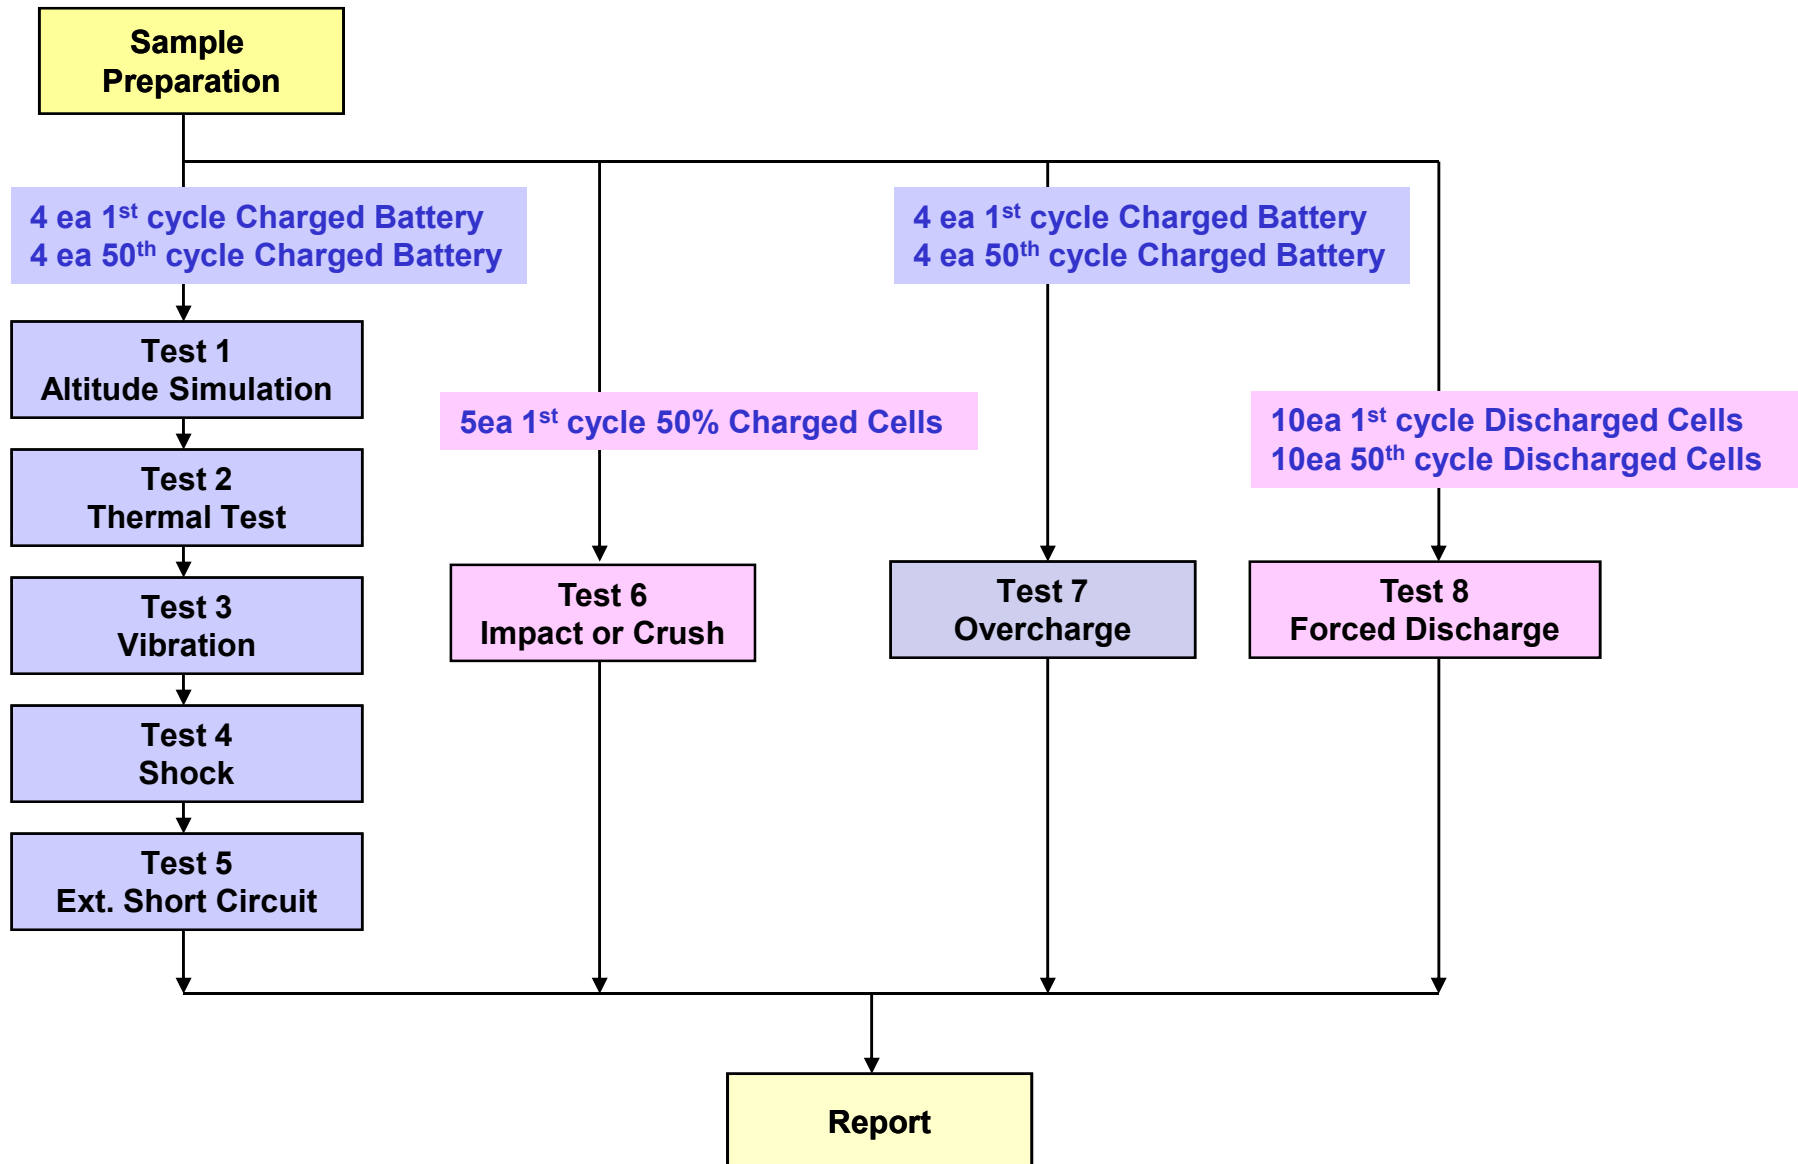 Sample
Preparation
4 ea 1st cycle Charged Battery
4 ea 50th cycle Charged Battery
4 ea 1st cycle Charged Battery
4 ea 50th cycle Charged Battery
Test 1
Altitude Simulation
5ea 1st cycle 50% Charged Cells
10ea 1st cycle Discharged Cells
10ea 50th cycle Discharged Cells
Test 2
Thermal Test
Test 3
Vibration
Test 6
Impact or Crush
Test 7
Overcharge
Test 8
Forced Discharge
Test 4
Shock
Test 5
Ext. Short Circuit
Report